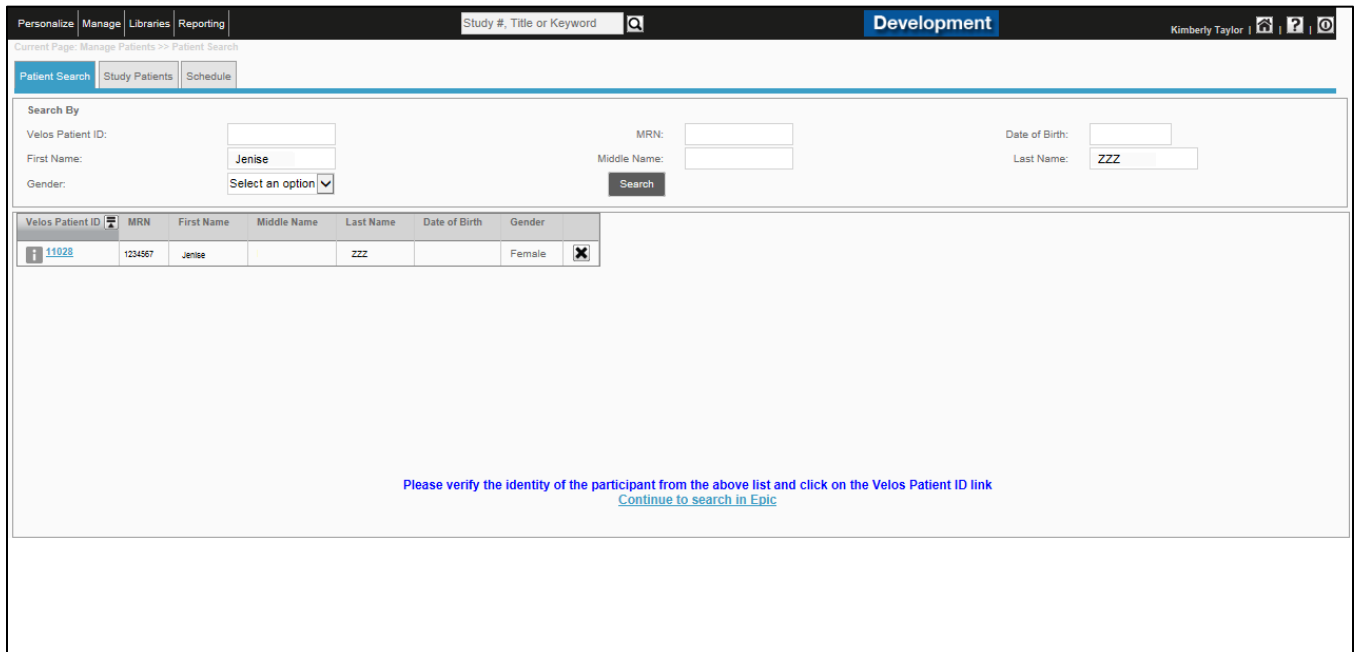 Personalize Manage Libraries Reporting Study #, Title or Keyword Development Kimberly Taylor | | ? |
Current Page: Manage Patients >> Patient Search
Patient Search Study Patients Schedule
Search By
Velos Patient ID: MRN: Date of Birth:
First Name: Jenise Middle Name: Last Name: ZZZ
Gender: Select an option Search
Velos Patient ID MRN First Name Middle Name Last Name Date of Birth Gender
i 11028 1234567 Jenise ZZZ Female
Please verify the identity of the participant from the above list and click on the Velos Patient ID link
Continue to search in Epic